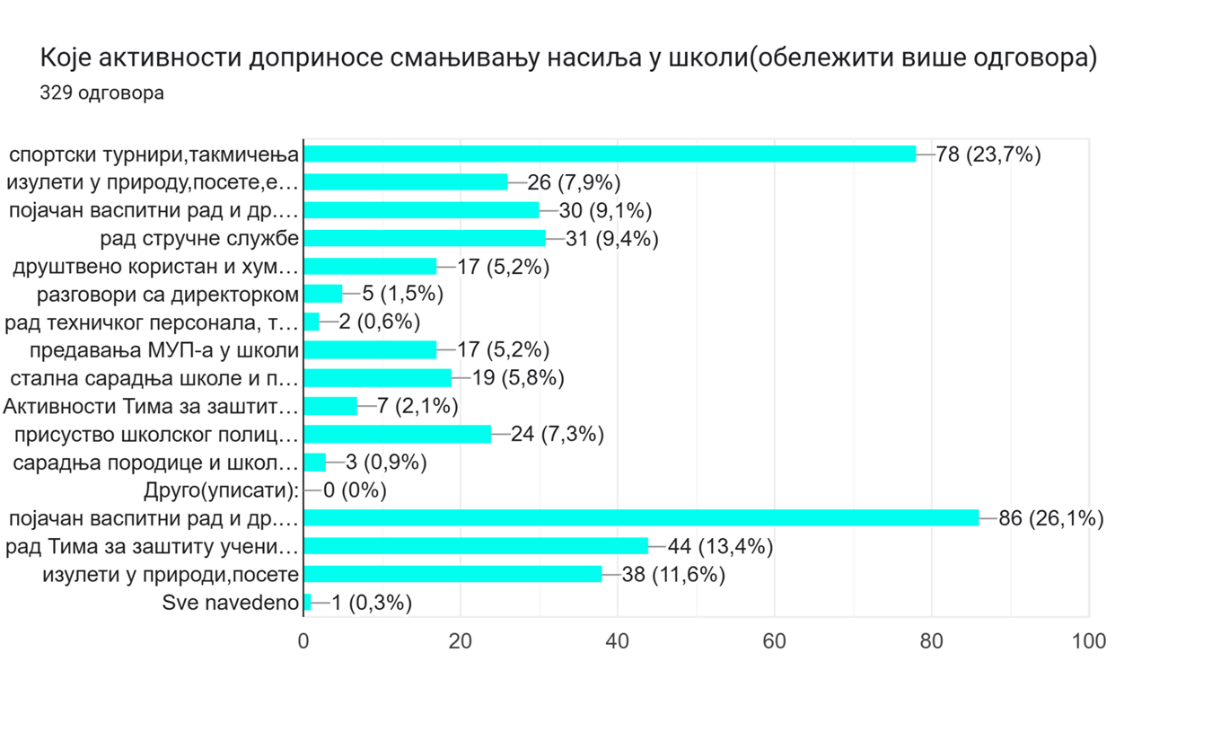 Које активности доприносе смањивању насиља у школи(обележити више одговора)
329 одговора
спортски турнири,такмичења 78 (23,7%)
изулети у природу,посете,е… 26 (7,9%)
појачан васпитни рад и др.… 30 (9,1%)
рад стручне службе 31 (9,4%)
друштвено користан и хум… 17 (5,2%)
разговори са директорком 5 (1,5%)
рад техничког персонала, т… 2 (0,6%)
предавања МУП-а у школи 17 (5,2%)
стална сарадња школе и п… 19 (5,8%)
Активности Тима за заштит… 7 (2,1%)
присуство школског полиц… 24 (7,3%)
сарадња породице и школ… 3 (0,9%)
Друго(уписати): 0 (0%)
појачан васпитни рад и др.… 86 (26,1%)
рад Тима за заштиту учени… 44 (13,4%)
изулети у природи,посете 38 (11,6%)
Sve navedeno 1 (0,3%)
0 20 40 60 80 100